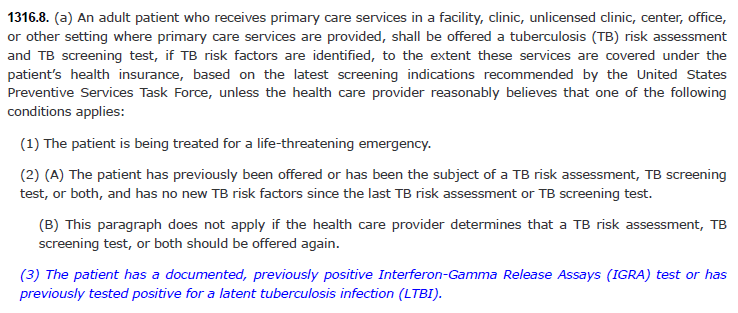 1316.8. (a) An adult patient who receives primary care services in a facility, clinic, unlicensed clinic, center, office,
or other setting where primary care services are provided, shall be offered a tuberculosis (TB) risk assessment
and TB screening test, if TB risk factors are identified, to the extent these services are covered under the
patient’s health insurance, based on the latest screening indications recommended by the United States
Preventive Services Task Force, unless the health care provider reasonably believes that one of the following
conditions applies:
(1) The patient is being treated for a life-threatening emergency.
(2) (A) The patient has previously been offered or has been the subject of a TB risk assessment, TB screening
test, or both, and has no new TB risk factors since the last TB risk assessment or TB screening test.
(B) This paragraph does not apply if the health care provider determines that a TB risk assessment, TB
screening test, or both should be offered again.
(3) The patient has a documented, previously positive Interferon-Gamma Release Assays (IGRA) test or has
previously tested positive for a latent tuberculosis infection (LTBI).